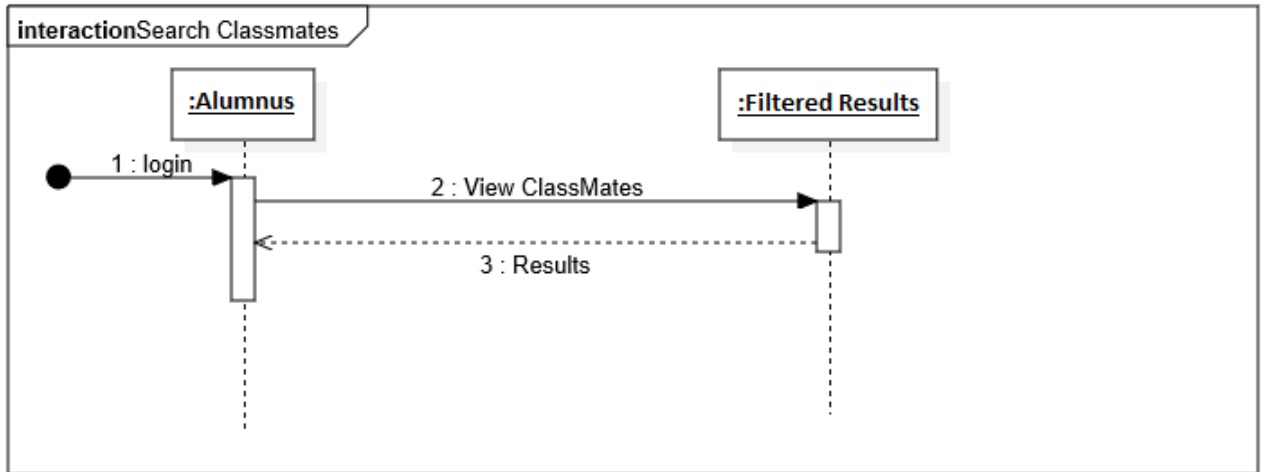 interactionSearch Classmates
:Alumnus
:Filtered Results
1 : login
2 : View ClassMates
3 : Results